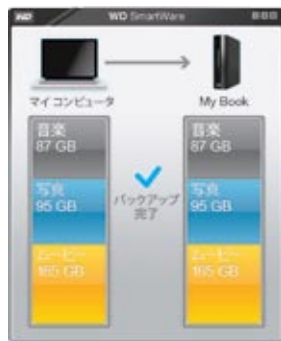 WD
WD SmartWare
マイ コンピュータ
My Book
音楽
87 GB
写真
95 GB
ムービー
165 GB
バックアップ
完了
音楽
87 GB
写真
95 GB
ムービー
165 GB